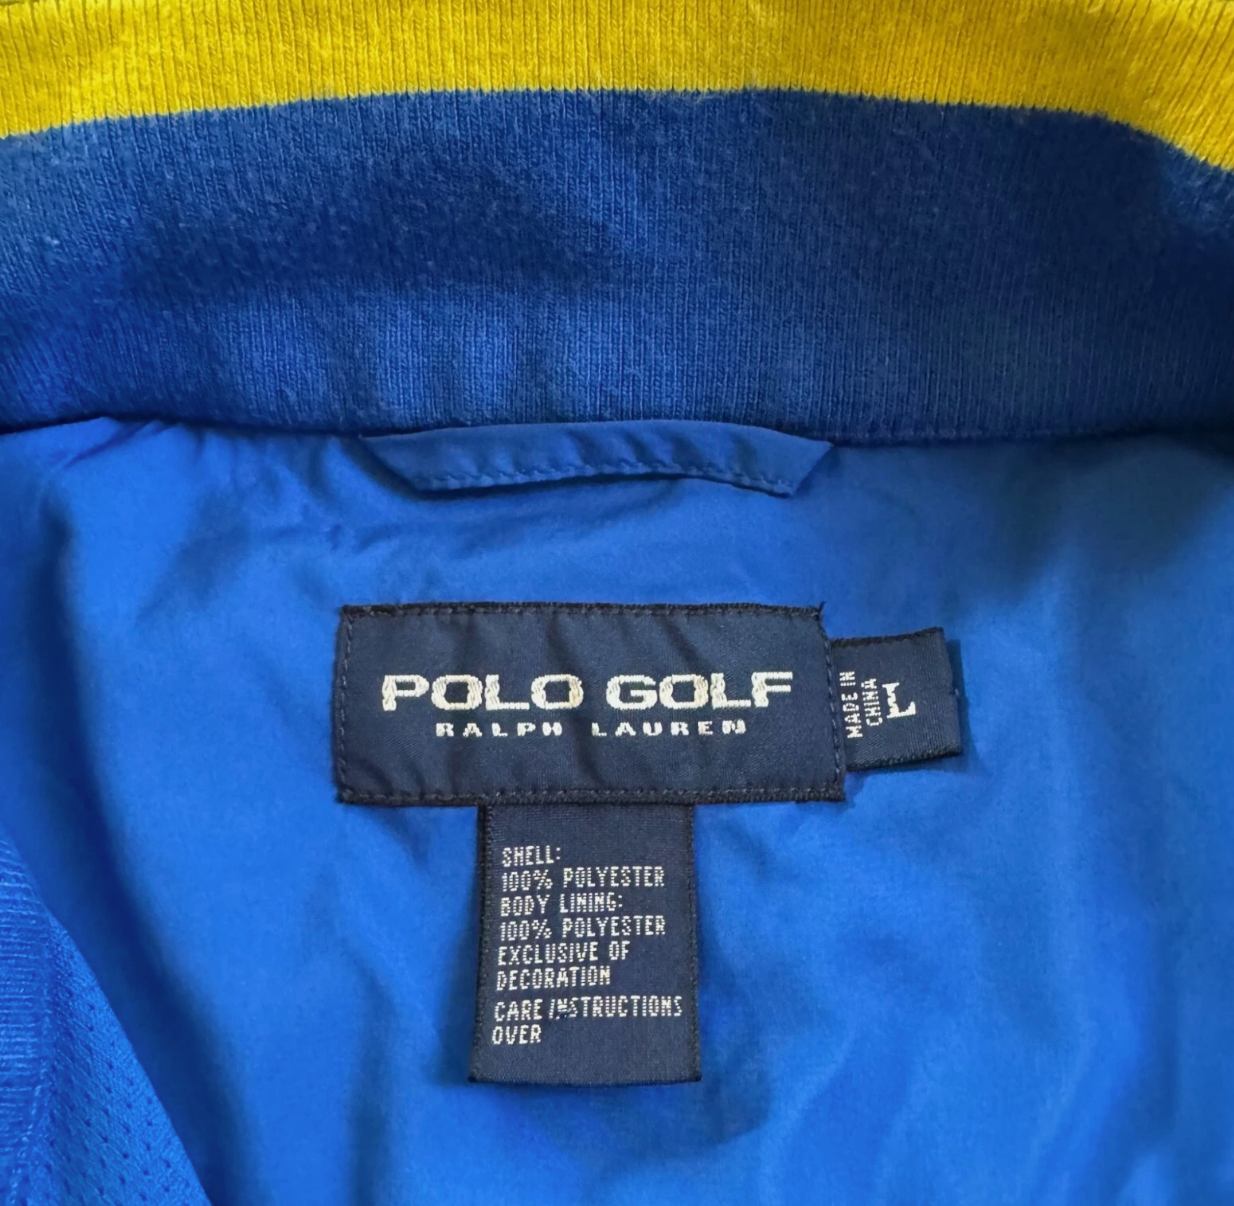 POLO GOLF
RALPH LAUREN
MADE IN
CHINA
L
SHELL:
100% POLYESTER
BODY LINING:
100% POLYESTER
EXCLUSIVE OF
DECORATION
CARE INSTRUCTIONS
OVER